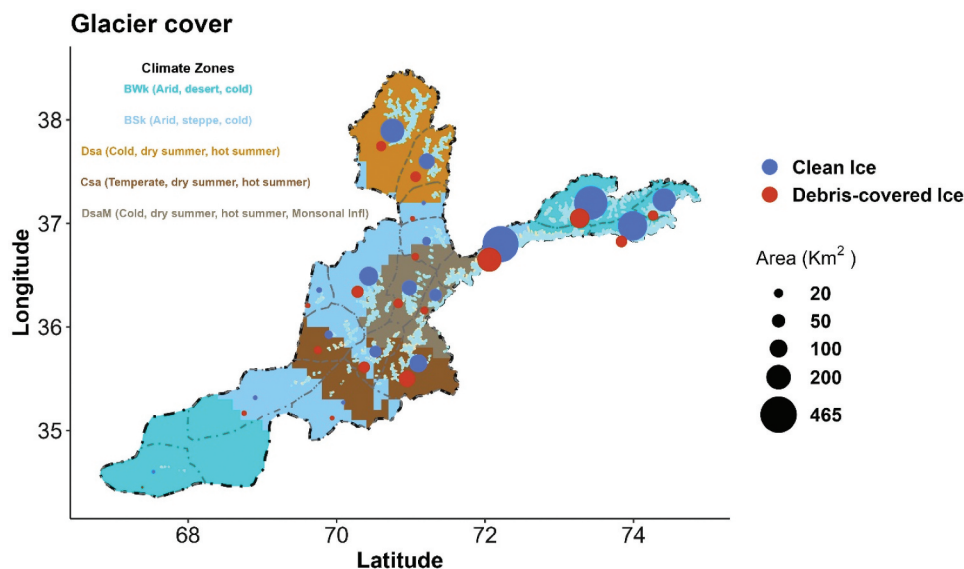 Glacier cover
Climate Zones
BWk (Arid, desert, cold)
BSk (Arid, steppe, cold)
Dsa (Cold, dry summer, hot summer)
Csa (Temperate, dry summer, hot summer)
DsaM (Cold, dry summer, hot summer, Monsonal Infl)
Clean Ice
Debris-covered Ice
Area (Km²)
20
50
100
200
465
Longitude
38
37
36
35
68
70
72
74
Latitude